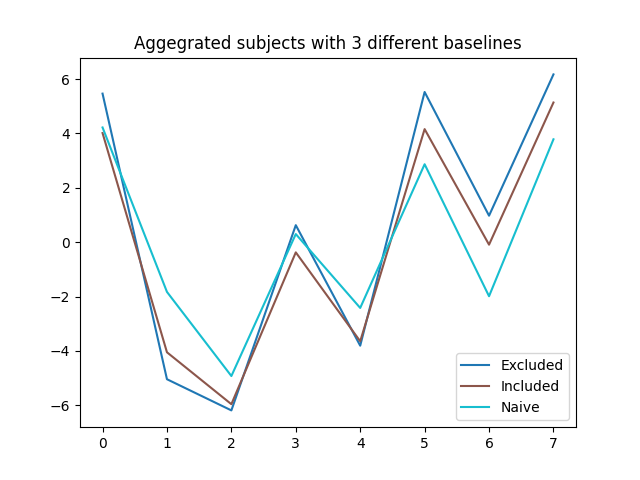 Aggegrated subjects with 3 different baselines
6
4
2
0
−2
−4
−6
0 1 2 3 4 5 6 7
Excluded
Included
Naive